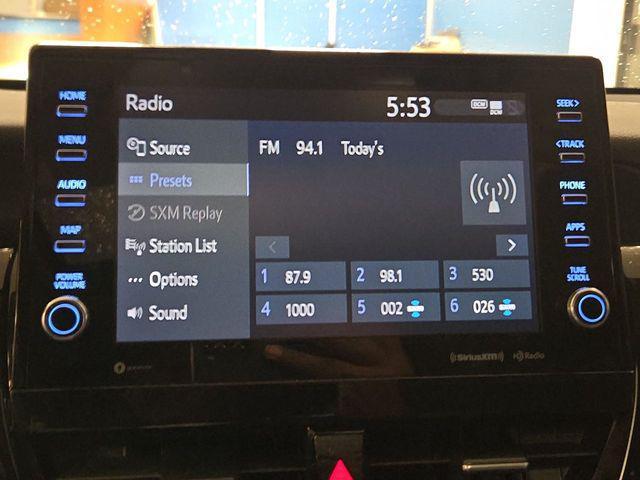 HOME
MENU
AUDIO
MAP
POWER
VOLUME
Radio
5:53
DCM
DCM
Source
Presets
SXM Replay
Station List
Options
Sound
FM 94.1 Today's
< >
1 87.9 2 98.1 3 530
4 1000 5 002 6 026
SEEK>
<TRACK
PHONE
APPS
TUNE
SCROLL
SiriusXM HD Radio